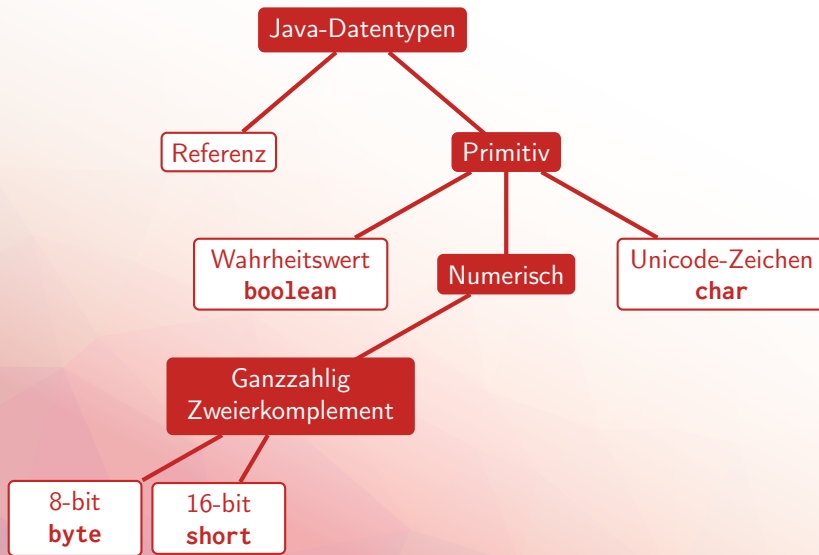 Java-Datentypen
Referenz
Primitiv
Wahrheitswert
boolean
Numerisch
Unicode-Zeichen
char
Ganzzahlig
Zweierkomplement
8-bit
byte
16-bit
short